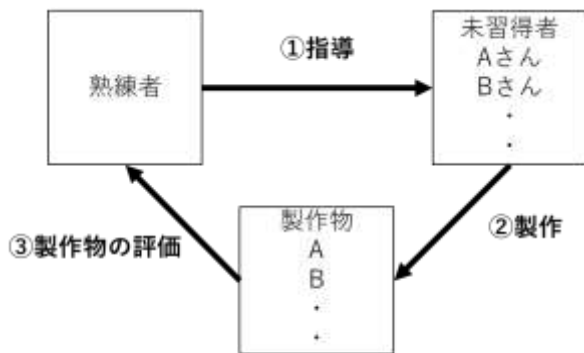 熟練者
①指導
未習得者
Aさん
Bさん
・
・
②製作
製作物
A
B
・
・
③製作物の評価